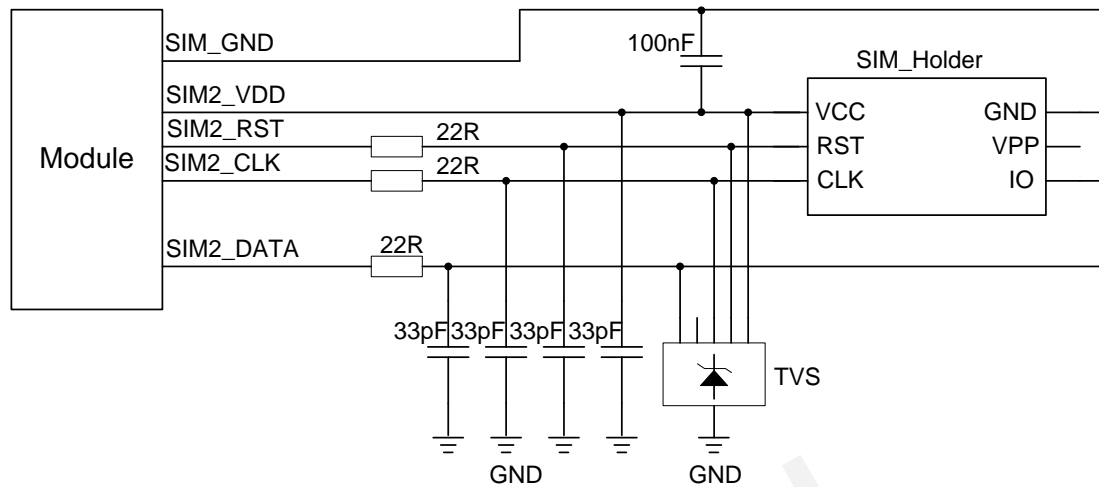 SIM_GND
100nF
SIM_Holder
SIM2_VDD
VCC
GND
SIM2_RST
22R
RST
VPP
Module
SIM2_CLK
22R
CLK
IO
SIM2_DATA
22R
33pF 33pF 33pF 33pF
TVS
GND
GND